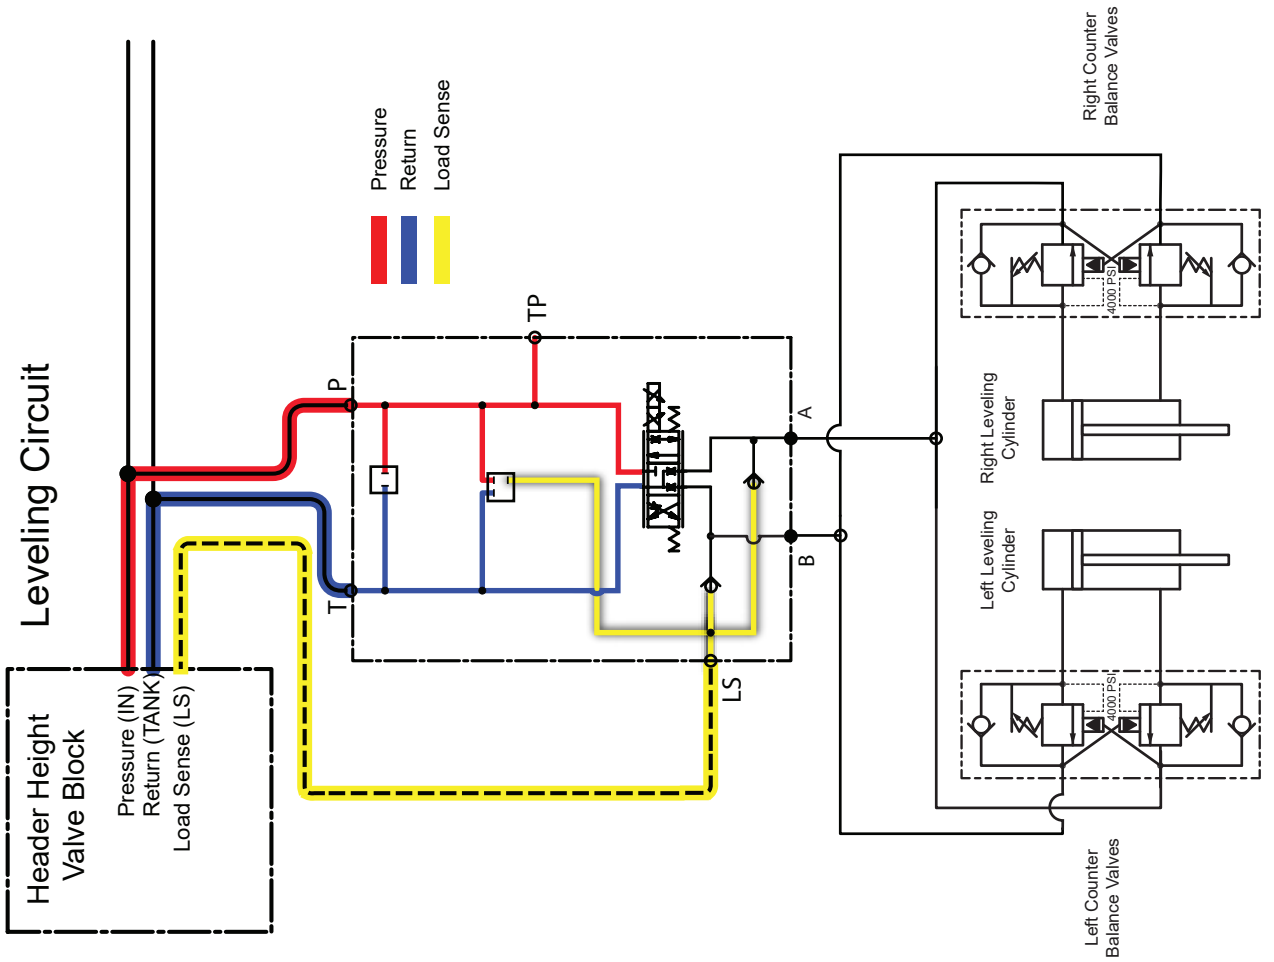 Leveling Circuit
Header Height
Valve Block
Pressure (IN)
Return (TANK)
Load Sense (LS)
Pressure
Return
Load Sense
P
T
TP
LS
A
B
Right Counter
Balance Valves
4000 PSI
Right Leveling
Cylinder
Left Leveling
Cylinder
4000 PSI
Left Counter
Balance Valves